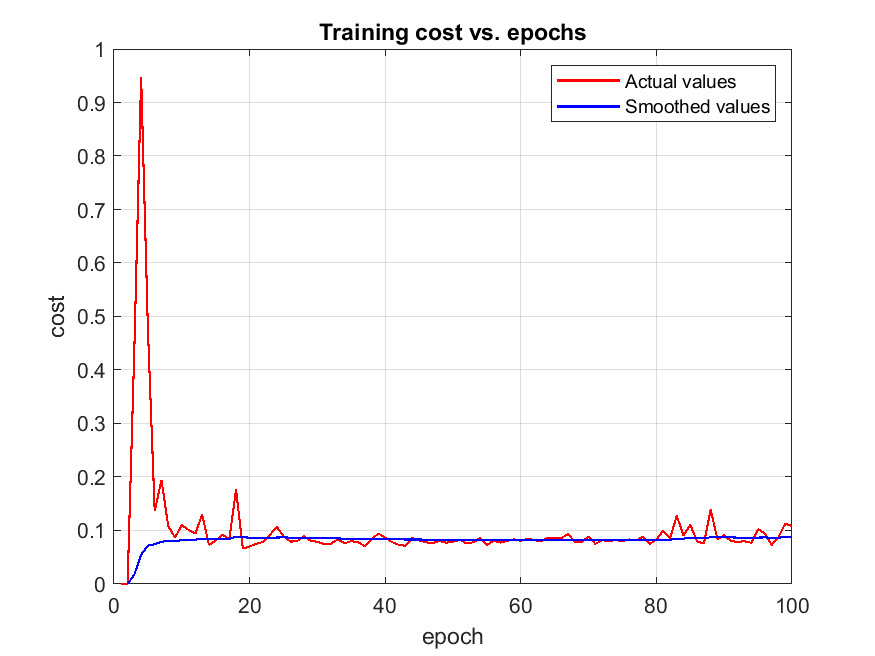 Training cost vs. epochs
Actual values
Smoothed values
cost
1
0.9
0.8
0.7
0.6
0.5
0.4
0.3
0.2
0.1
0
0 20 40 60 80 100
epoch